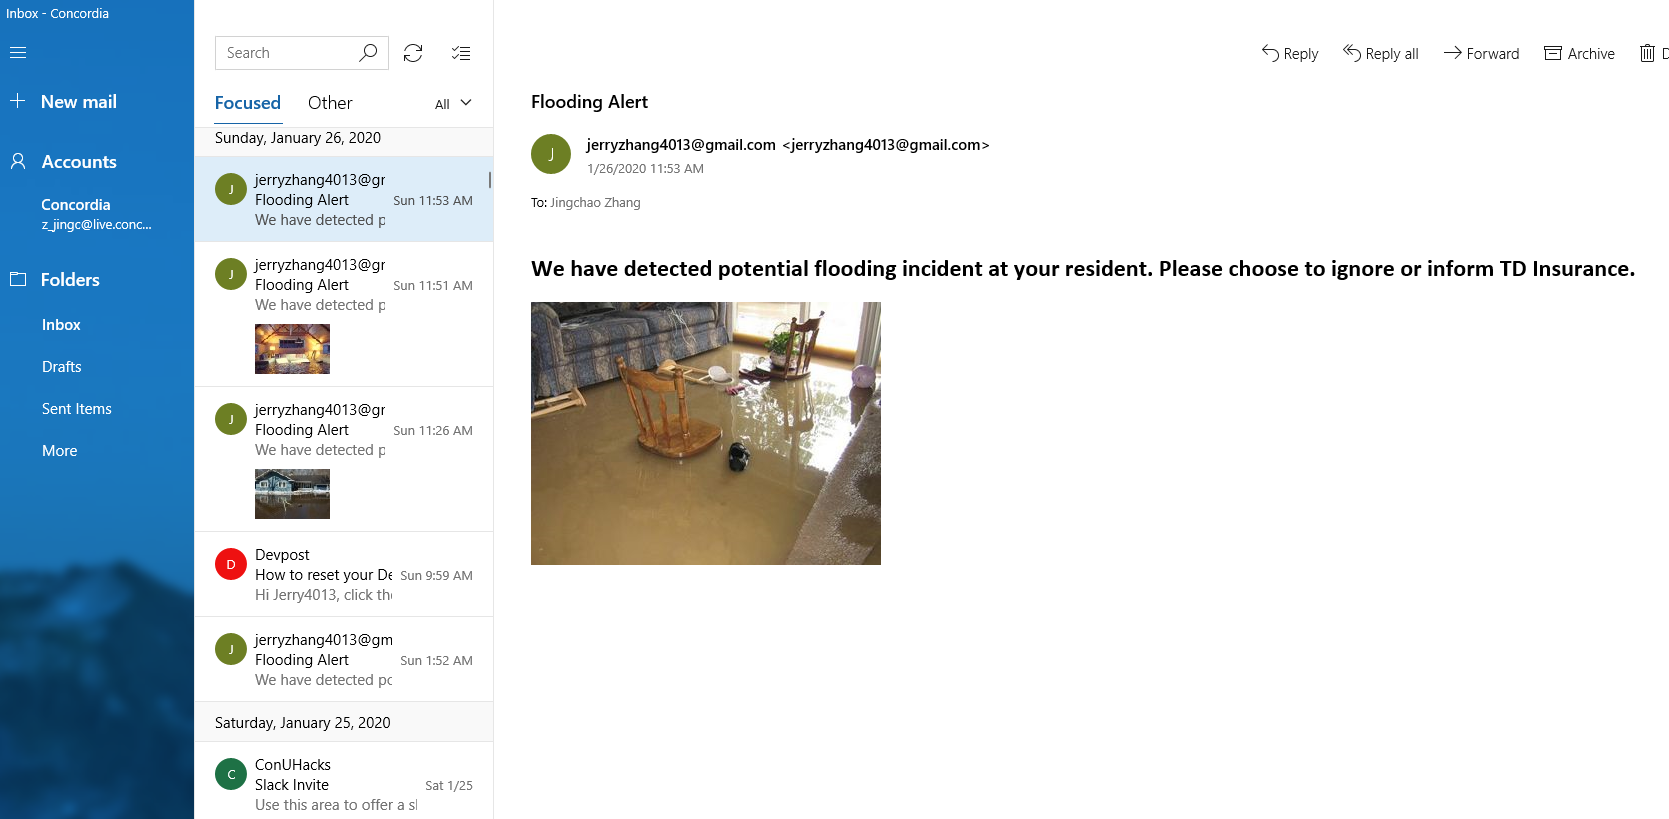 Inbox - Concordia
New mail
Accounts
Concordia
z_jingc@live.conc...
Folders
Inbox
Drafts
Sent Items
More
Search
Focused Other All
Sunday, January 26, 2020
J
jerryzhang4013@gr
Flooding Alert Sun 11:53 AM
We have detected p
J
jerryzhang4013@gr
Flooding Alert Sun 11:51 AM
We have detected p
J
jerryzhang4013@gr
Flooding Alert Sun 11:26 AM
We have detected p
D
Devpost
How to reset your De Sun 9:59 AM
Hi Jerry4013, click the
J
jerryzhang4013@gm
Flooding Alert Sun 1:52 AM
We have detected po
Saturday, January 25, 2020
C
ConUHacks
Slack Invite Sat 1/25
Use this area to offer a sl
Reply Reply all Forward Archive D
Flooding Alert
J
jerryzhang4013@gmail.com <jerryzhang4013@gmail.com>
1/26/2020 11:53 AM
To: Jingchao Zhang
We have detected potential flooding incident at your resident. Please choose to ignore or inform TD Insurance.